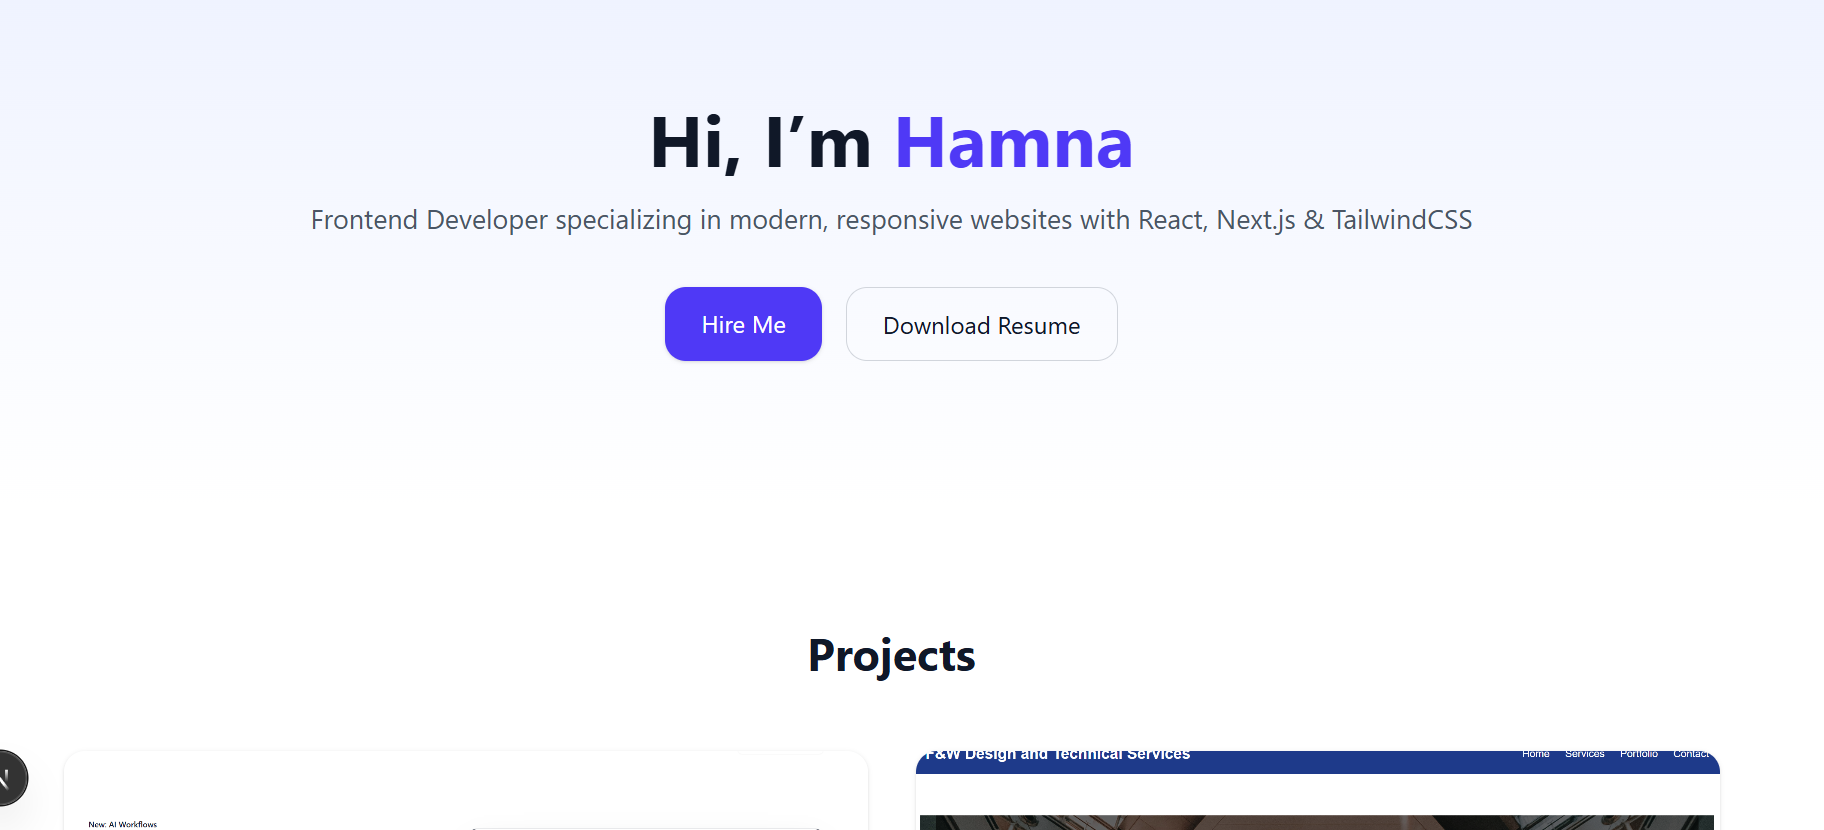 Hi, I’m Hamna
Frontend Developer specializing in modern, responsive websites with React, Next.js & TailwindCSS
Hire Me
Download Resume
Projects
F&W Design and Technical Services
Home Services Portfolio Contact
N
New: AI Workflows